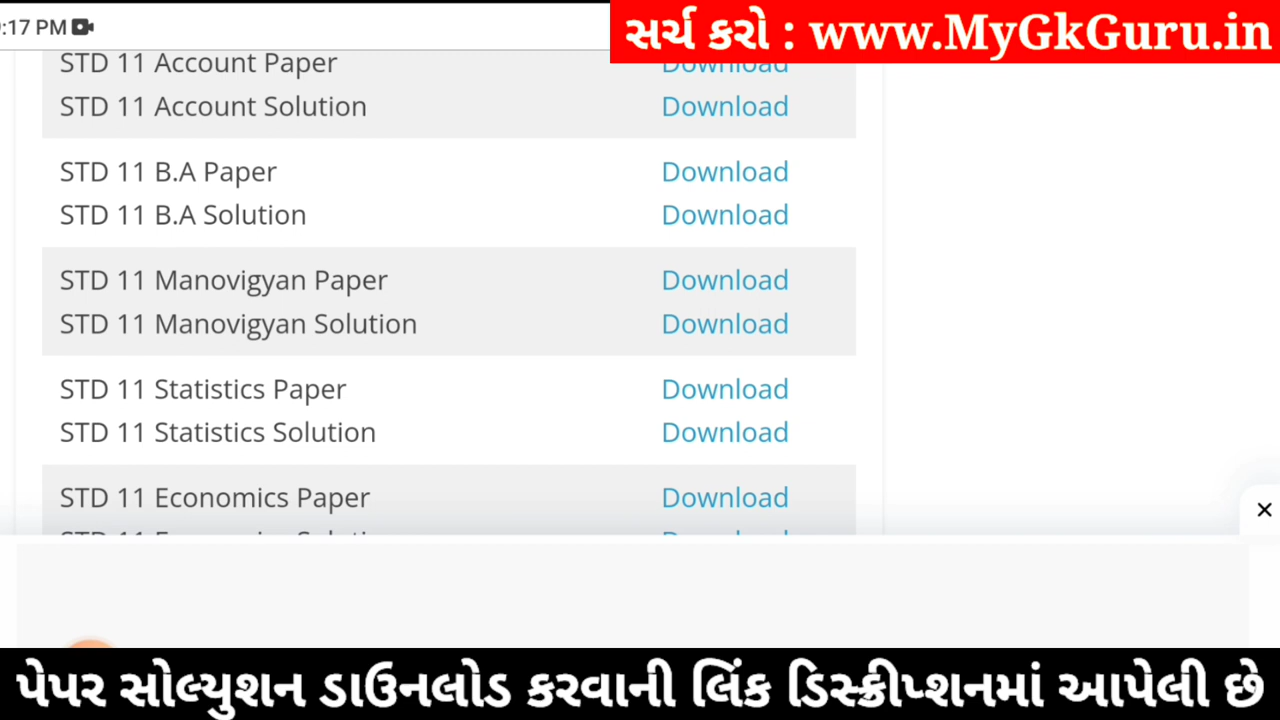 :17 PM
સર્ચ કરો : www.MyGkGuru.in
STD 11 Account Paper Download
STD 11 Account Solution Download
STD 11 B.A Paper Download
STD 11 B.A Solution Download
STD 11 Manovigyan Paper Download
STD 11 Manovigyan Solution Download
STD 11 Statistics Paper Download
STD 11 Statistics Solution Download
STD 11 Economics Paper Download
પેપર સોલ્યુશન ડાઉનલોડ કરવાની લિંક ડિસ્ક્રીપ્શનમાં આપેલી છે